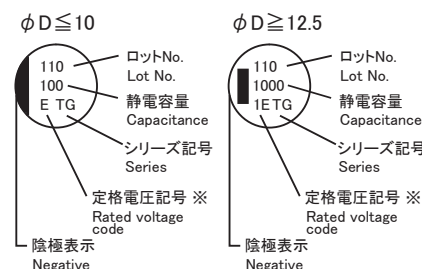 φD≦10
110
100
E TG
ロットNo.
Lot No.
静電容量
Capacitance
シリーズ記号
Series
定格電圧記号 ※
Rated voltage
code
陰極表示
Negative
φD≧12.5
110
1000
1E TG
ロットNo.
Lot No.
静電容量
Capacitance
シリーズ記号
Series
定格電圧記号 ※
Rated voltage
code
陰極表示
Negative